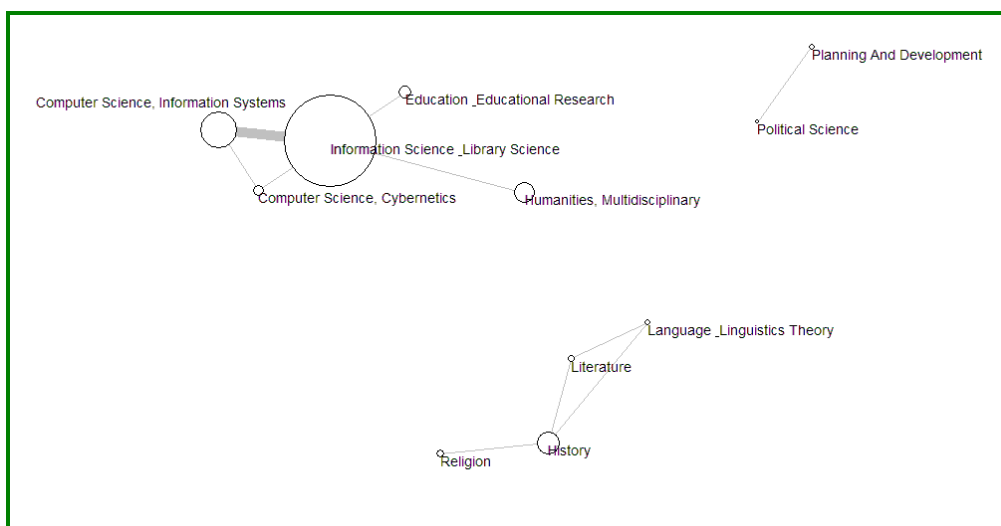 Planning And Development
Computer Science, Information Systems
Education _Educational Research
Political Science
Information Science _Library Science
Computer Science, Cybernetics
Humanities, Multidisciplinary
Language _Linguistics Theory
Literature
History
Religion